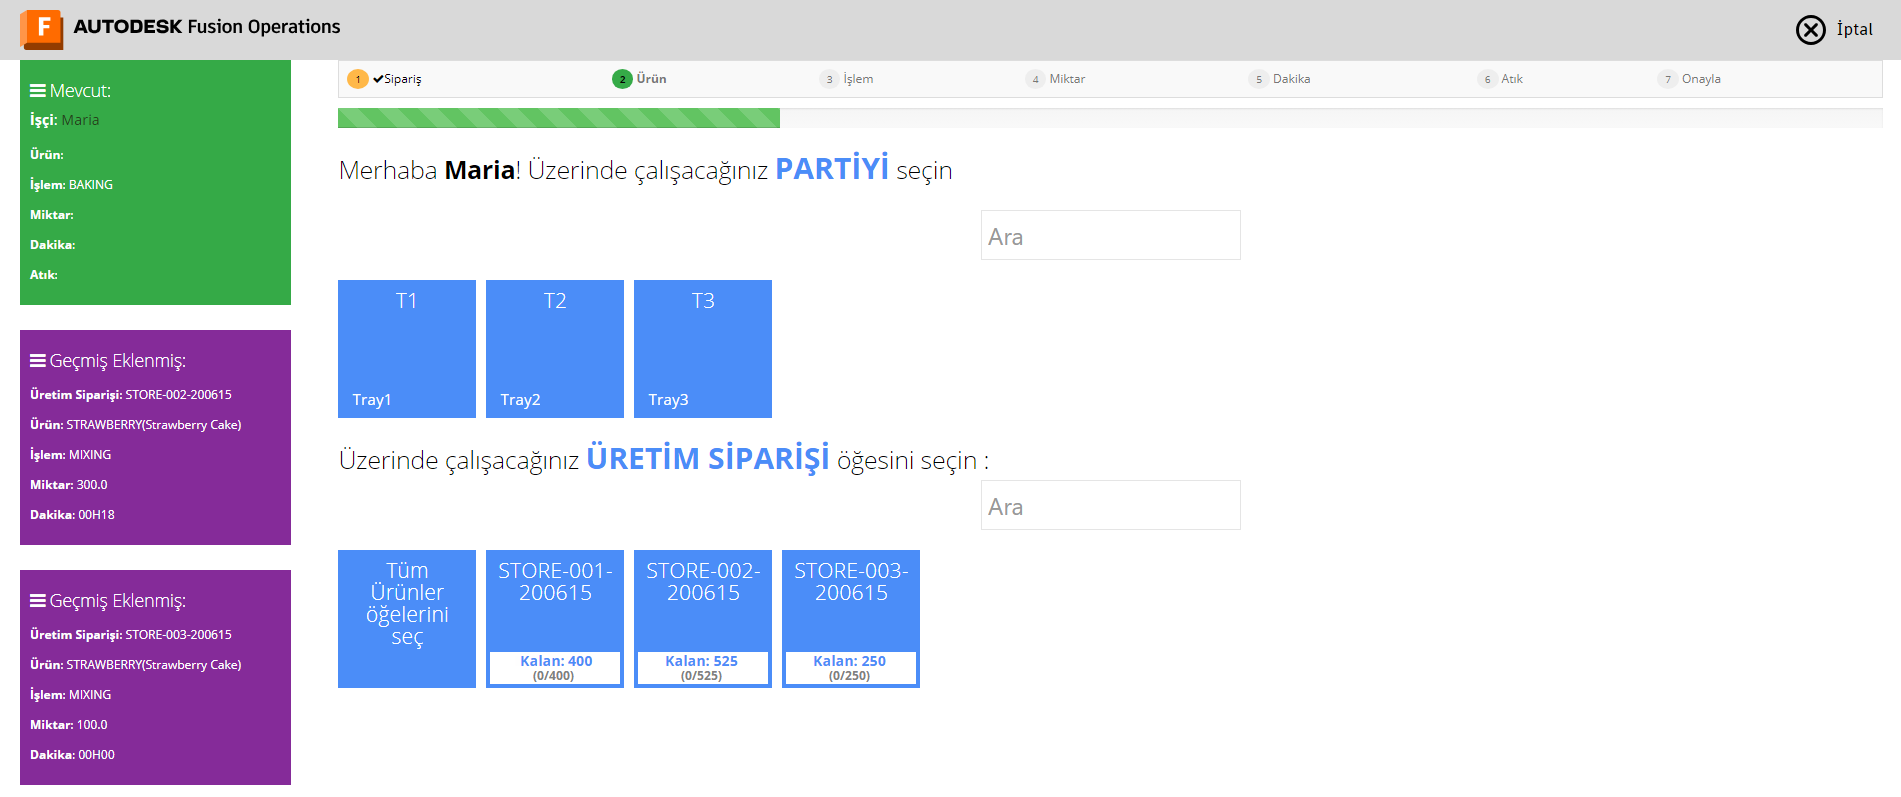 AUTODESK Fusion Operations
İptal
Mevcut:
İşçi: Maria
Ürün:
İşlem: BAKING
Miktar:
Dakika:
Atık:
Geçmiş Eklenmiş:
Üretim Siparişi: STORE-002-200615
Ürün: STRAWBERRY(Strawberry Cake)
İşlem: MIXING
Miktar: 300.0
Dakika: 00H18
Geçmiş Eklenmiş:
Üretim Siparişi: STORE-003-200615
Ürün: STRAWBERRY(Strawberry Cake)
İşlem: MIXING
Miktar: 100.0
Dakika: 00H00
1 Sipariş 2 Ürün 3 İşlem 4 Miktar 5 Dakika 6 Atık 7 Onayla
Merhaba Maria! Üzerinde çalışacağınız PARTİYİ seçin
Ara
T1 T2 T3
Tray1 Tray2 Tray3
Üzerinde çalışacağınız ÜRETİM SİPARİŞİ öğesini seçin :
Ara
Tüm
Ürünler
öğelerini
seç
STORE-001-
200615
Kalan: 400
(0/400)
STORE-002-
200615
Kalan: 525
(0/525)
STORE-003-
200615
Kalan: 250
(0/250)